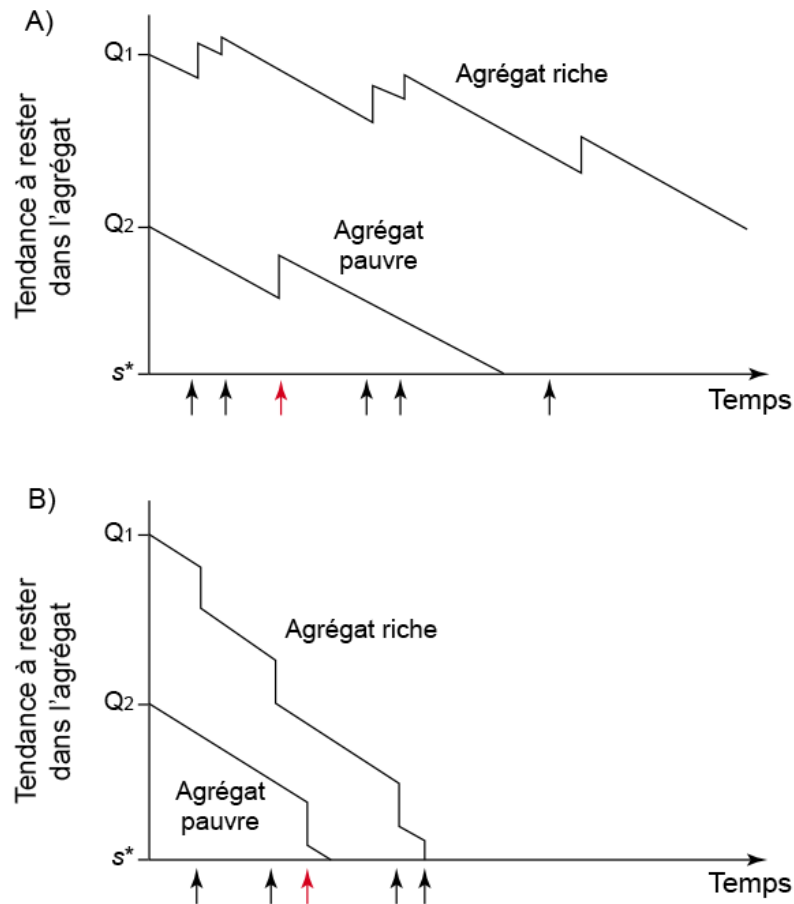 A)
Tendance à rester
dans l'agrégat
Q1
Q2
s*
Agrégat riche
Agrégat
pauvre
Temps
B)
Tendance à rester
dans l'agrégat
Q1
Q2
s*
Agrégat riche
Agrégat
pauvre
Temps